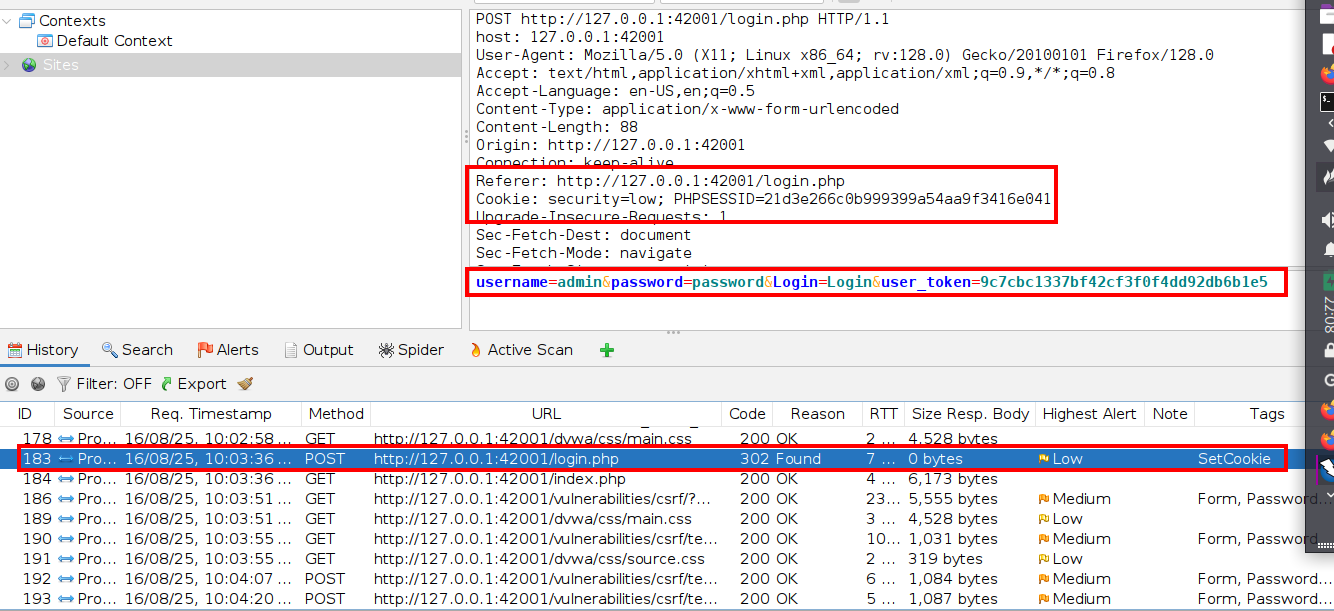 Contexts
Default Context
Sites
POST http://127.0.0.1:42001/login.php HTTP/1.1
host: 127.0.0.1:42001
User-Agent: Mozilla/5.0 (X11; Linux x86_64; rv:128.0) Gecko/20100101 Firefox/128.0
Accept: text/html,application/xhtml+xml,application/xml;q=0.9,*/*;q=0.8
Accept-Language: en-US,en;q=0.5
Content-Type: application/x-www-form-urlencoded
Content-Length: 88
Origin: http://127.0.0.1:42001
Connection: keep-alive
Referer: http://127.0.0.1:42001/login.php
Cookie: security=low; PHPSESSID=21d3e266c0b999399a54aa9f3416e041
Upgrade-Insecure-Requests: 1
Sec-Fetch-Dest: document
Sec-Fetch-Mode: navigate
username=admin&password=password&Login=Login&user_token=9c7cbc1337bf42cf3f0f4dd92db6b1e5
History Search Alerts Output Spider Active Scan
Filter: OFF Export
ID Source Req. Timestamp Method URL Code Reason RTT Size Resp. Body Highest Alert Note Tags
178 Pro... 16/08/25, 10:02:58 ... GET http://127.0.0.1:42001/dvwa/css/main.css 200 OK 2 ... 4,528 bytes
183 Pro... 16/08/25, 10:03:36 ... POST http://127.0.0.1:42001/login.php 302 Found 7 ... 0 bytes Low SetCookie
184 Pro... 16/08/25, 10:03:36 ... GET http://127.0.0.1:42001/index.php 200 OK 4 ... 6,173 bytes
186 Pro... 16/08/25, 10:03:51 ... GET http://127.0.0.1:42001/vulnerabilities/csrf/?... 200 OK 23... 5,555 bytes Medium Form, Password...
189 Pro... 16/08/25, 10:03:51 ... GET http://127.0.0.1:42001/dvwa/css/main.css 200 OK 3 ... 4,528 bytes Low
190 Pro... 16/08/25, 10:03:55 ... GET http://127.0.0.1:42001/vulnerabilities/csrf/te... 200 OK 10... 1,031 bytes Medium Form, Password...
191 Pro... 16/08/25, 10:03:55 ... GET http://127.0.0.1:42001/dvwa/css/source.css 200 OK 2 ... 319 bytes Low
192 Pro... 16/08/25, 10:04:07 ... POST http://127.0.0.1:42001/vulnerabilities/csrf/te... 200 OK 6 ... 1,084 bytes Medium Form, Password...
193 Pro... 16/08/25, 10:04:20 ... POST http://127.0.0.1:42001/vulnerabilities/csrf/te... 200 OK 5 ... 1,087 bytes Medium Form, Password...
22:08